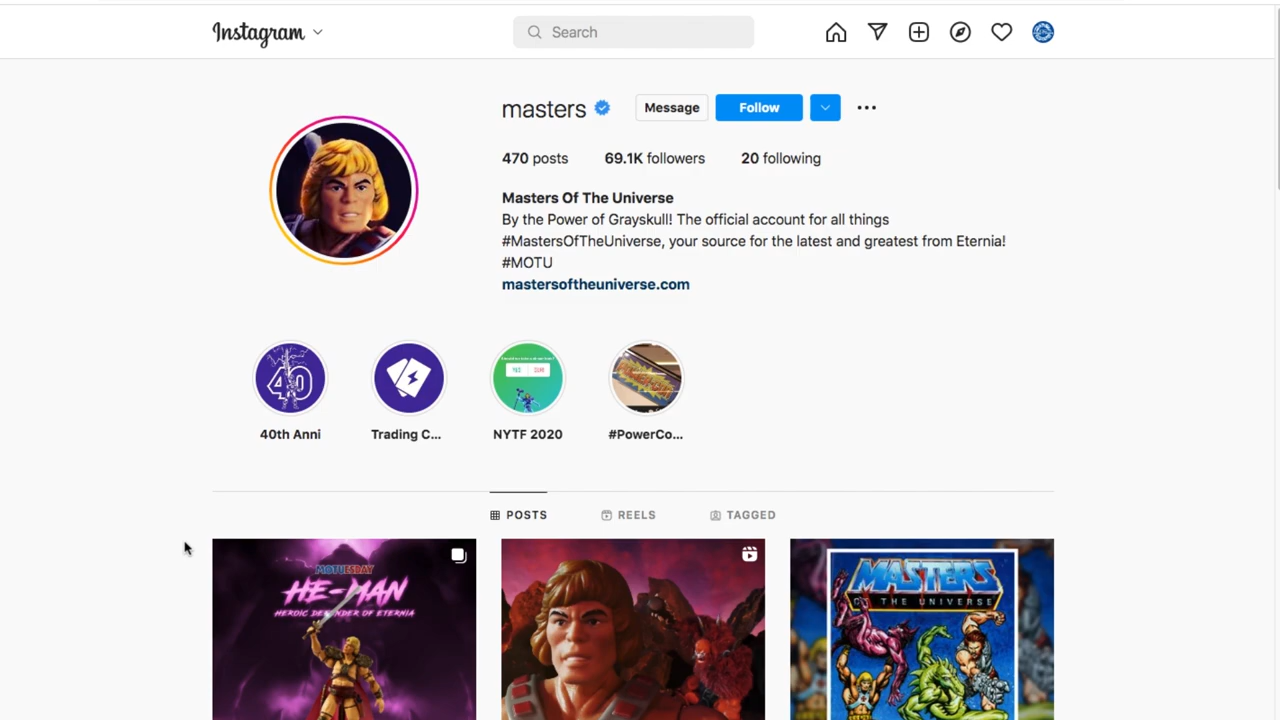 Instagram
Search
masters
Message
Follow
470 posts
69.1K followers
20 following
Masters Of The Universe
By the Power of Grayskull! The official account for all things
#MastersOfTheUniverse, your source for the latest and greatest from Eternia!
#MOTU
mastersoftheuniverse.com
40
40th Anni
Trading C...
NYTF 2020
#PowerCo...
POSTS
REELS
TAGGED
MOTUESDAY
HE-MAN
HEROIC DEFENDER OF ETERNIA
MASTERS
OF THE UNIVERSE